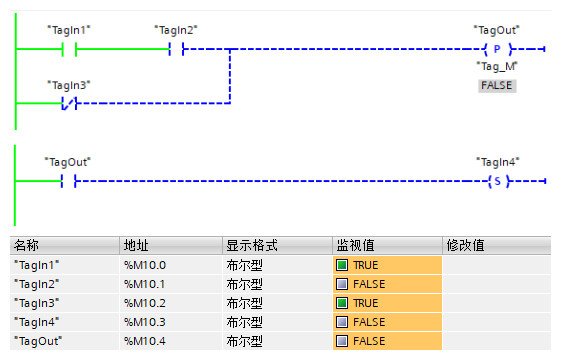 "TagIn1" "TagIn2" "TagOut"
P
"TagIn3" "Tag_M"
FALSE
"TagOut" "TagIn4"
S
名称 地址 显示格式 监视值 修改值
"TagIn1" %M10.0 布尔型 TRUE
"TagIn2" %M10.1 布尔型 FALSE
"TagIn3" %M10.2 布尔型 TRUE
"TagIn4" %M10.3 布尔型 FALSE
"TagOut" %M10.4 布尔型 FALSE